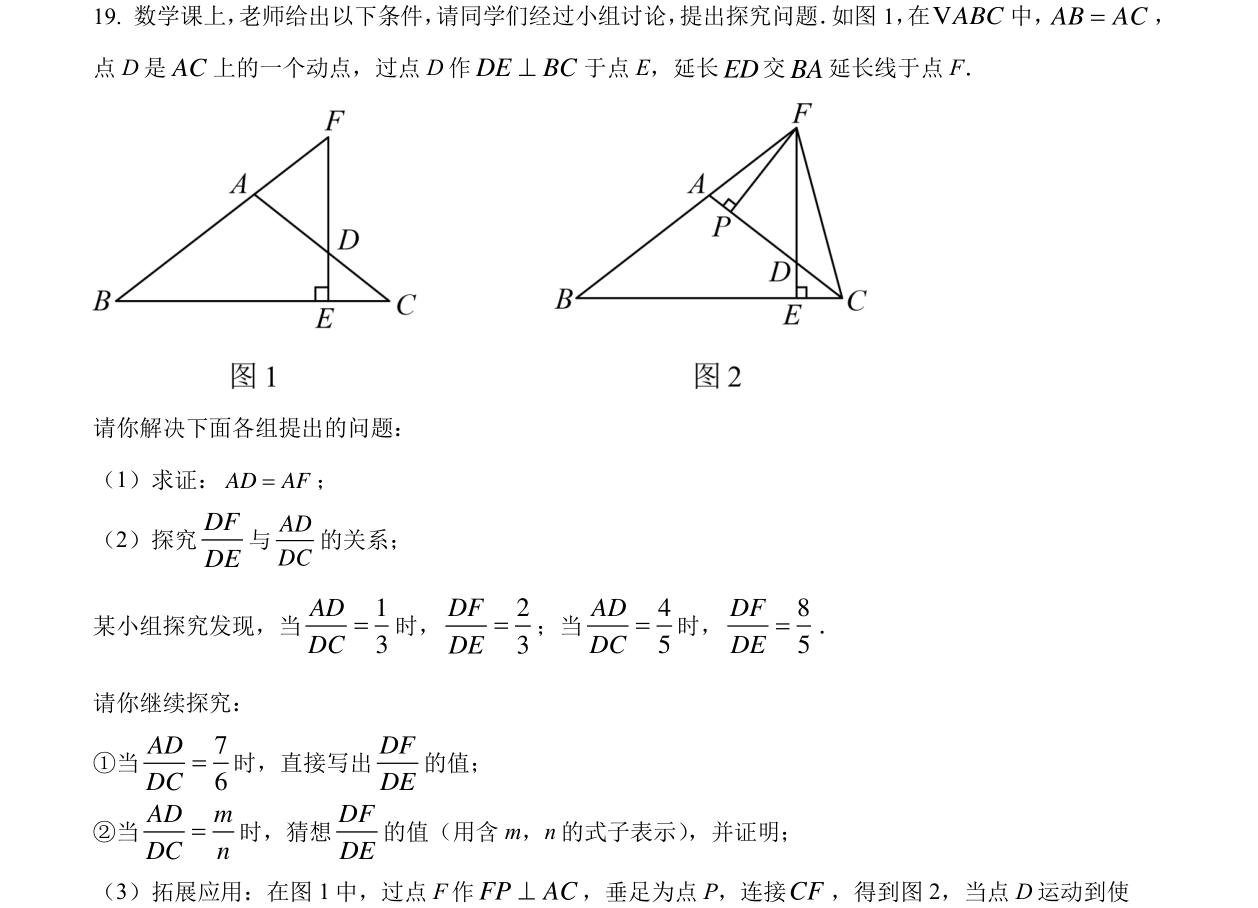 19. 数学课上,老师给出以下条件,请同学们经过小组讨论,提出探究问题.如图 1,在VABC 中, AB = AC ,
点 D 是 AC 上的一个动点，过点 D 作 DE ⊥ BC 于点 E，延长 ED 交 BA 延长线于点 F.
F
A
D
B
E
C
图 1
F
A
P
D
B
E
C
图 2
请你解决下面各组提出的问题：
（1）求证： AD = AF ；
（2）探究 DF/DE 与 AD/DC 的关系；
某小组探究发现，当 AD/DC = 1/3 时， DF/DE = 2/3 ；当 AD/DC = 4/5 时， DF/DE = 8/5 .
请你继续探究：
①当 AD/DC = 7/6 时，直接写出 DF/DE 的值；
②当 AD/DC = m/n 时，猜想 DF/DE 的值（用含 m，n 的式子表示），并证明；
（3）拓展应用：在图 1 中，过点 F 作 FP ⊥ AC ，垂足为点 P，连接 CF ，得到图 2，当点 D 运动到使